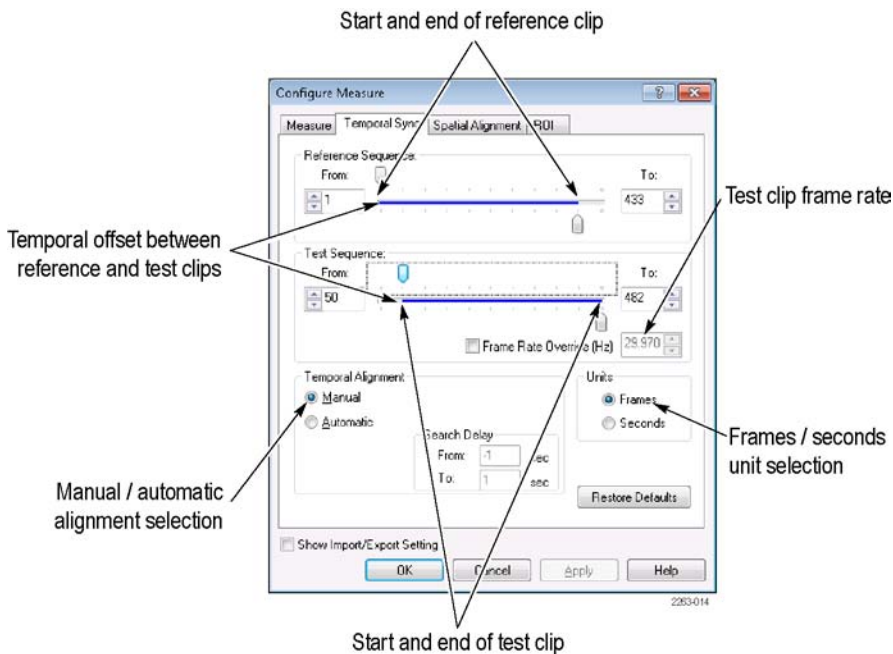 Start and end of reference clip
Configure Measure
Measure Temporal Sync Spatial Alignment ROI
Reference Sequence:
From: To:
1 433
Test clip frame rate
Temporal offset between
reference and test clips
Test Sequence:
From: To:
50 482
Frame Rate Override (Hz) 29.970
Temporal Alignment
Manual
Automatic
Search Delay
From: -1 sec
To: 1 sec
Units
Frames
Seconds
Frames / seconds
unit selection
Manual / automatic
alignment selection
Restore Defaults
Show Import/Export Setting
OK Cancel Apply Help
2263-014
Start and end of test clip